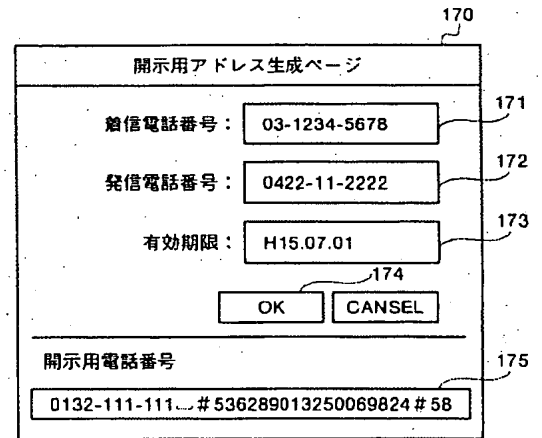 170
開示用アドレス生成ページ
着信電話番号： 03-1234-5678 171
発信電話番号： 0422-11-2222 172
有効期限： H15.07.01 173
174
OK CANSEL
開示用電話番号 175
0132-111-111…#536289013250069824#58